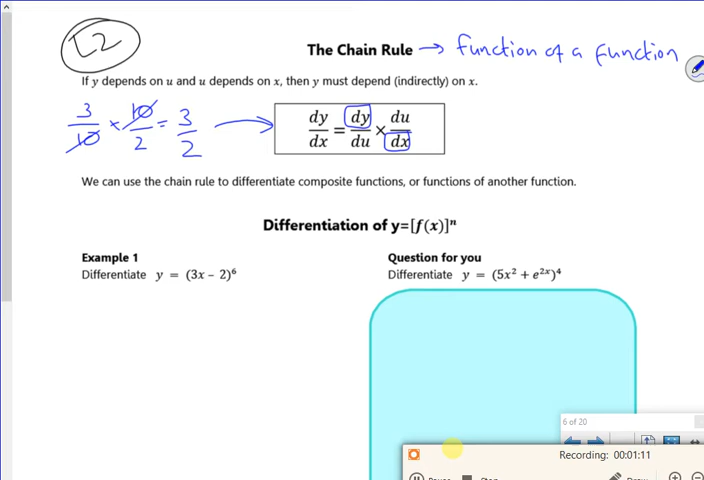 L2
The Chain Rule → function of a function
If y depends on u and u depends on x, then y must depend (indirectly) on x.
3/10 × 10/2 = 3/2 → dy/dx = dy/du × du/dx
We can use the chain rule to differentiate composite functions, or functions of another function.
Differentiation of y=[f(x)]ⁿ
Example 1
Differentiate y = (3x − 2)⁶
Question for you
Differentiate y = (5x² + e²ˣ)⁴
6 of 20
Recording: 00:01:11